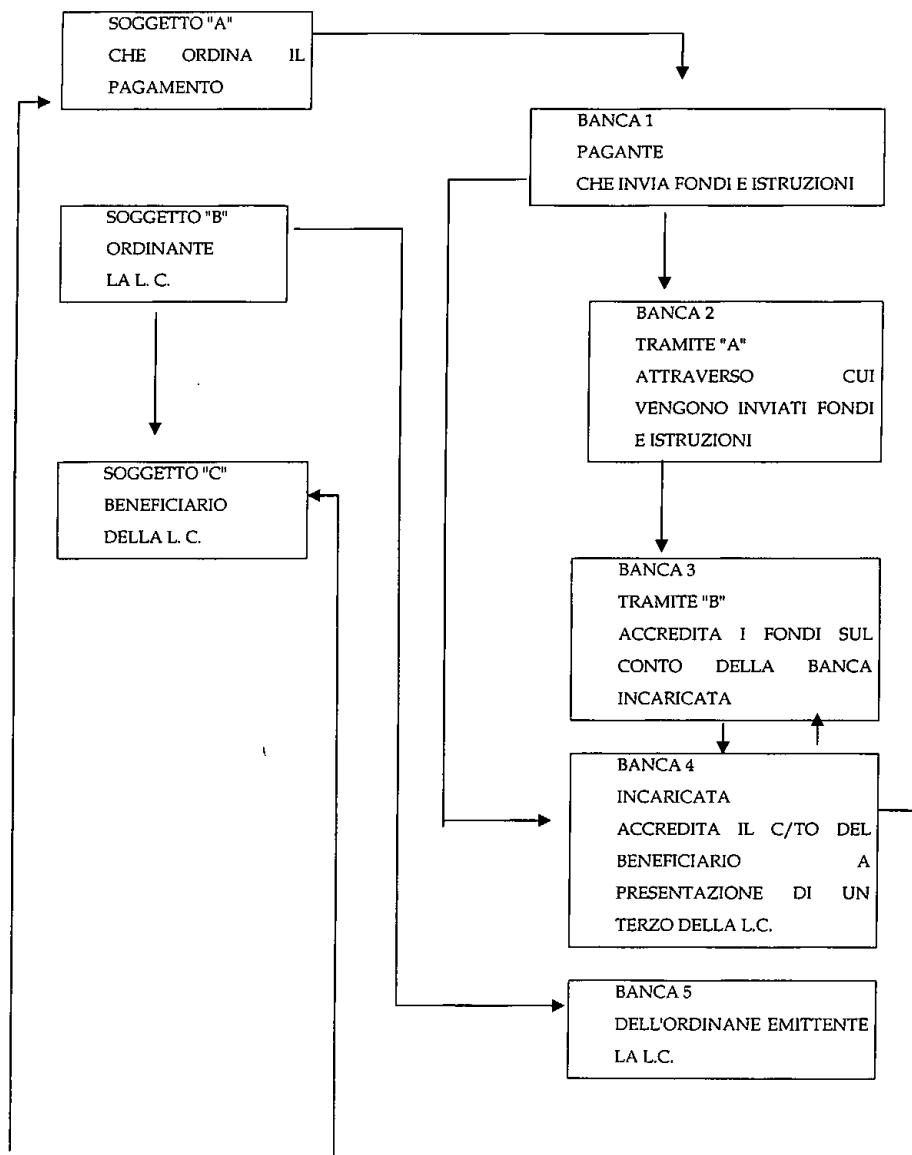 SOGGETTO "A"
CHE ORDINA IL
PAGAMENTO
BANCA 1
PAGANTE
CHE INVIA FONDI E ISTRUZIONI
SOGGETTO "B"
ORDINANTE
LA L. C.
BANCA 2
TRAMITE "A"
ATTRAVERSO CUI
VENGONO INVIATI FONDI
E ISTRUZIONI
SOGGETTO "C"
BENEFICIARIO
DELLA L. C.
BANCA 3
TRAMITE "B"
ACCREDITA I FONDI SUL
CONTO DELLA BANCA
INCARICATA
BANCA 4
INCARICATA
ACCREDITA IL C/TO DEL
BENEFICIARIO A
PRESENTAZIONE DI UN
TERZO DELLA L.C.
BANCA 5
DELL'ORDINANE EMITTENTE
LA L.C.